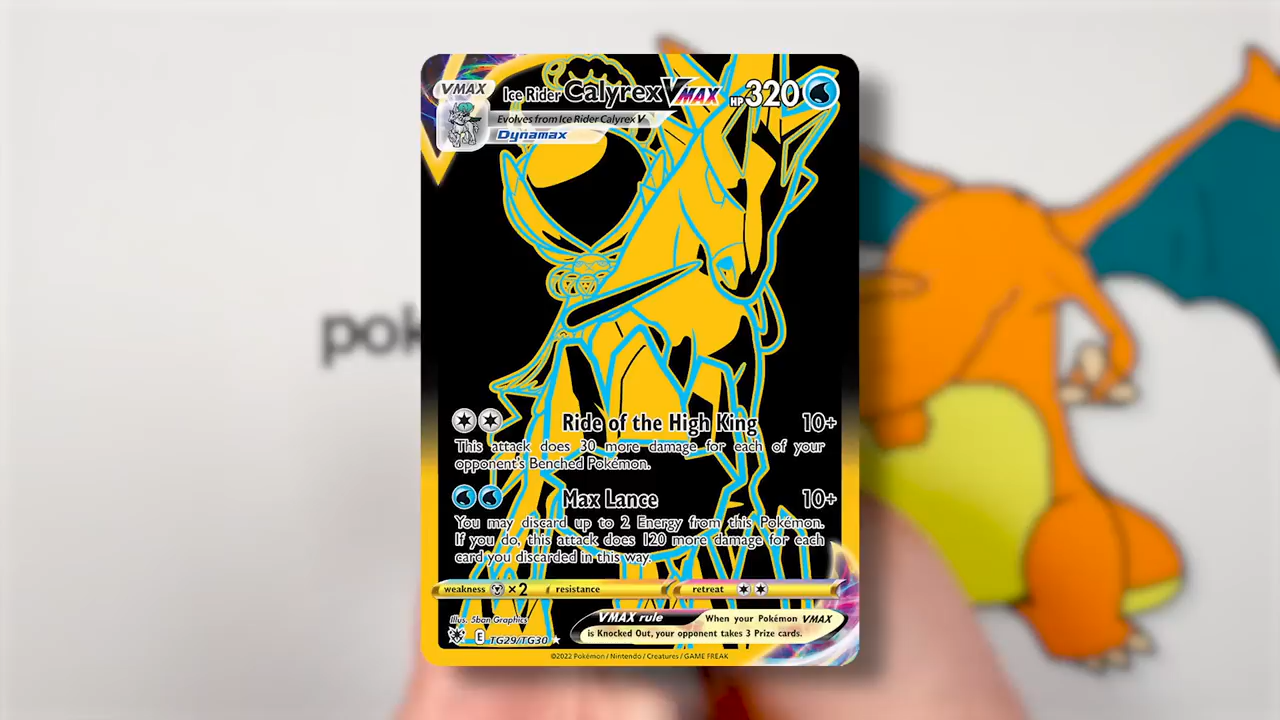 VMAX
Ice Rider Calyrex VMAX HP 320
Evolves from Ice Rider Calyrex V
Dynamax
pok
Ride of the High King 10+
This attack does 30 more damage for each of your
opponent's Benched Pokémon.
Max Lance 10+
You may discard up to 2 Energy from this Pokémon.
If you do, this attack does 120 more damage for each
card you discarded in this way.
weakness ×2 resistance retreat
Illus. 5ban Graphics
E TG29/TG30
VMAX rule When your Pokémon VMAX
is Knocked Out, your opponent takes 3 Prize cards.
©2022 Pokémon / Nintendo / Creatures / GAME FREAK